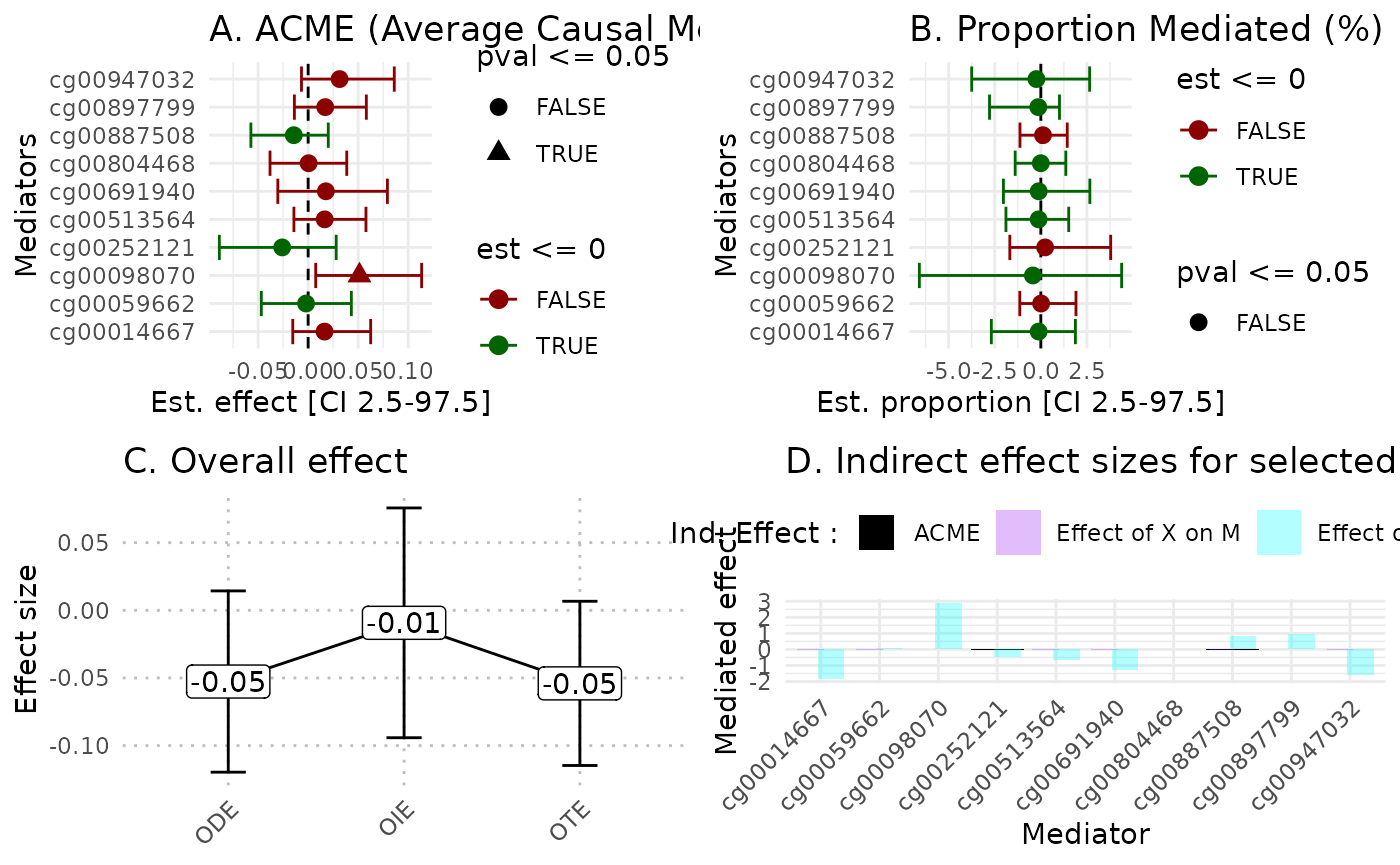 A. ACME (Average Causal Me
Mediators
cg00947032
cg00897799
cg00887508
cg00804468
cg00691940
cg00513564
cg00252121
cg00098070
cg00059662
cg00014667
-0.05 0.00 0.05 0.10
Est. effect [CI 2.5-97.5]
pval <= 0.05
FALSE
TRUE
est <= 0
FALSE
TRUE
B. Proportion Mediated (%)
Mediators
cg00947032
cg00897799
cg00887508
cg00804468
cg00691940
cg00513564
cg00252121
cg00098070
cg00059662
cg00014667
-5.0 -2.5 0.0 2.5
Est. proportion [CI 2.5-97.5]
est <= 0
FALSE
TRUE
pval <= 0.05
FALSE
C. Overall effect
Effect size
0.05
0.00
-0.05
-0.10
-0.05
-0.01
-0.05
ODE
OIE
OTE
D. Indirect effect sizes for selected
Ind. Effect :
ACME
Effect of X on M
Effect o
Mediated effect
3
2
1
0
-1
-2
cg00014667
cg00059662
cg00098070
cg00252121
cg00513564
cg00691940
cg00804468
cg00887508
cg00897799
cg00947032
Mediator